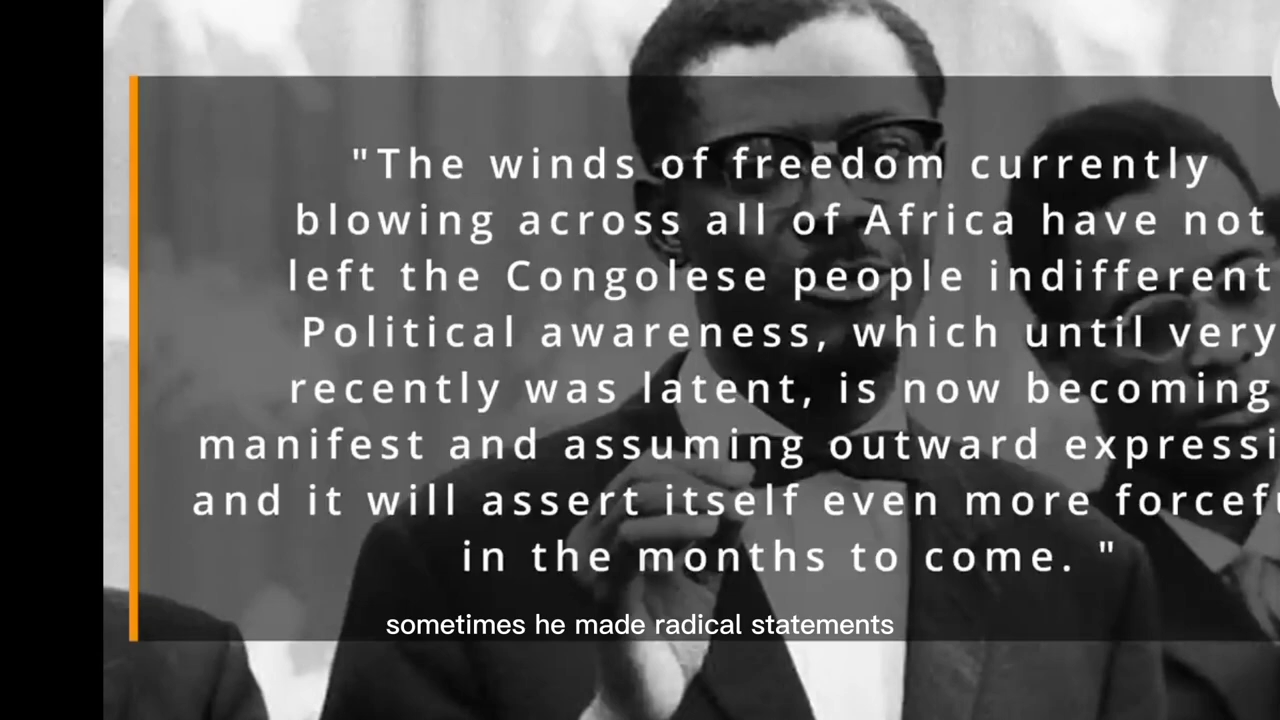 "The winds of freedom currently
blowing across all of Africa have not
left the Congolese people indifferent
Political awareness, which until very
recently was latent, is now becoming
manifest and assuming outward expressi
and it will assert itself even more forcefu
in the months to come. "
sometimes he made radical statements